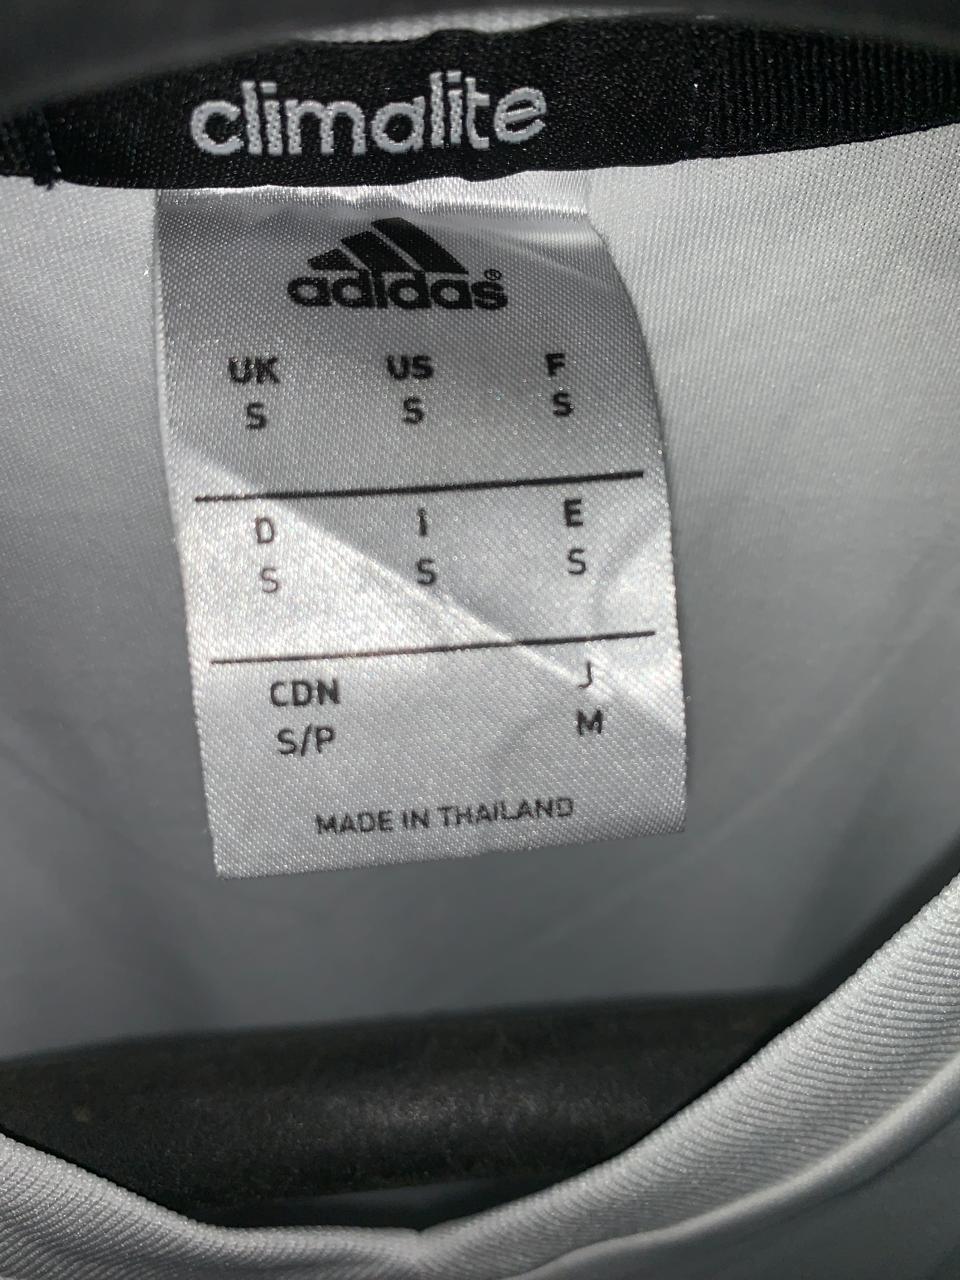 climalite
adidas®
UK US F
S S S
D I E
S S S
CDN J
S/P M
MADE IN THAILAND